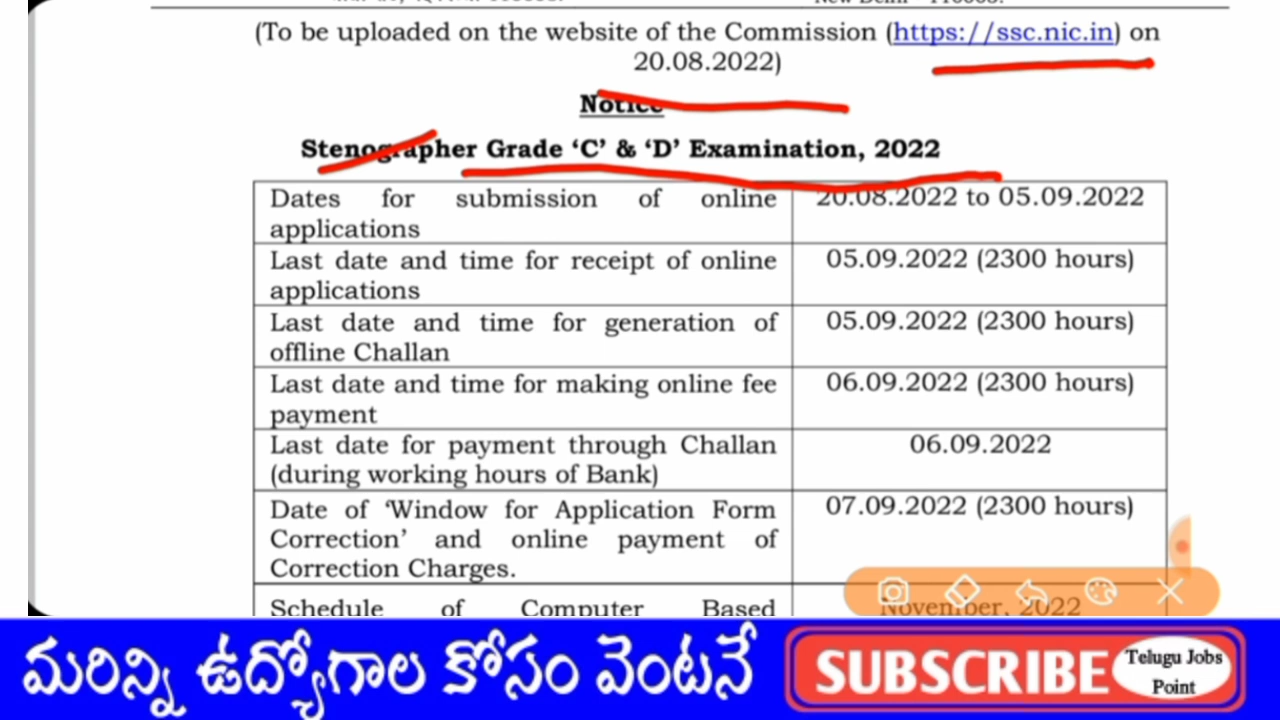 (To be uploaded on the website of the Commission (https://ssc.nic.in) on
20.08.2022)
Notice
Stenographer Grade ‘C’ & ‘D’ Examination, 2022
Dates for submission of online applications
20.08.2022 to 05.09.2022
Last date and time for receipt of online applications
05.09.2022 (2300 hours)
Last date and time for generation of offline Challan
05.09.2022 (2300 hours)
Last date and time for making online fee payment
06.09.2022 (2300 hours)
Last date for payment through Challan (during working hours of Bank)
06.09.2022
Date of ‘Window for Application Form Correction’ and online payment of Correction Charges.
07.09.2022 (2300 hours)
Schedule of Computer Based
November, 2022
మరిన్ని ఉద్యోగాల కోసం వెంటనే
SUBSCRIBE
Telugu Jobs
Point